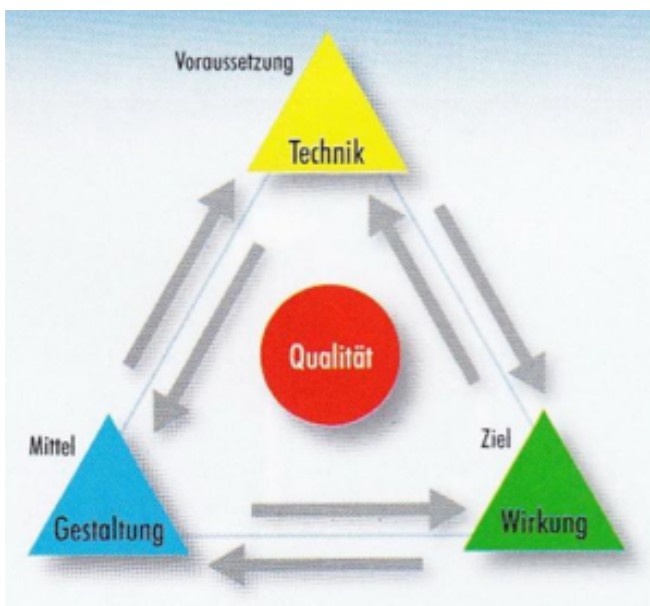 Voraussetzung
Technik
Qualität
Mittel
Ziel
Gestaltung
Wirkung